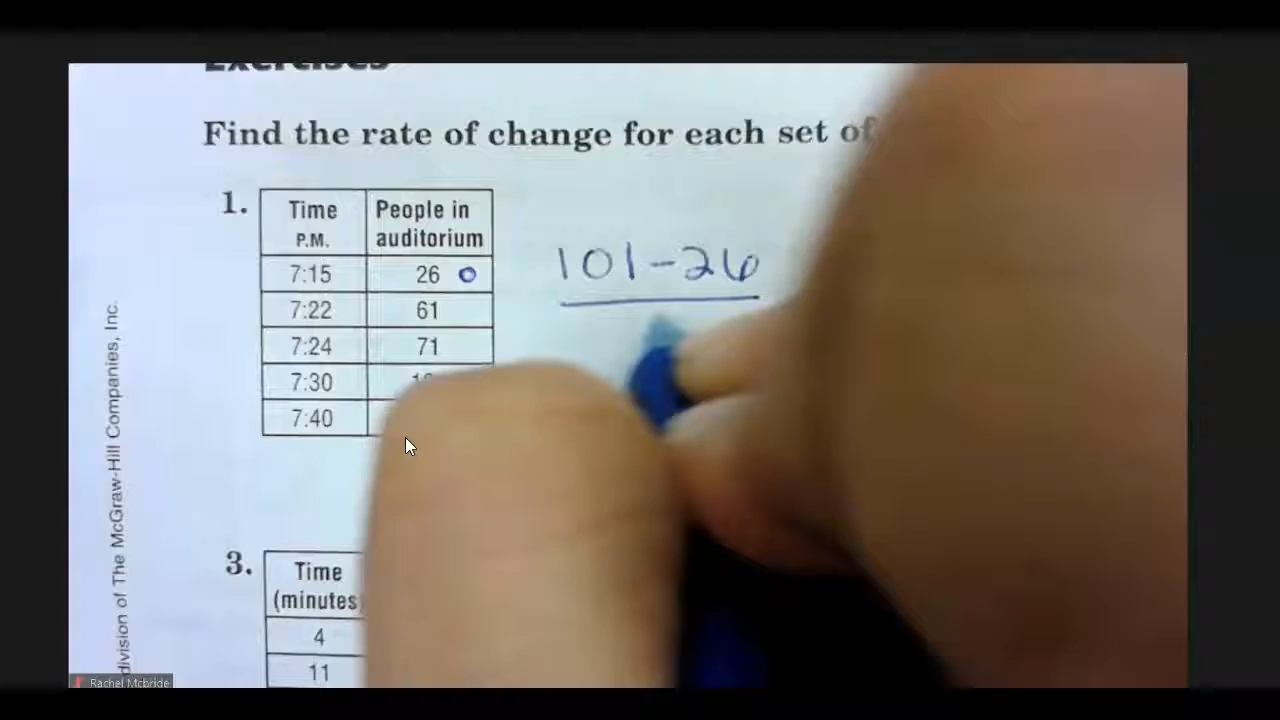 Exercises
Find the rate of change for each set of
1.
Time P.M. People in auditorium
7:15 26
7:22 61
7:24 71
7:30
7:40
101-26
3.
Time (minutes)
4
11
division of The McGraw-Hill Companies, Inc.
Rachel Mcbride